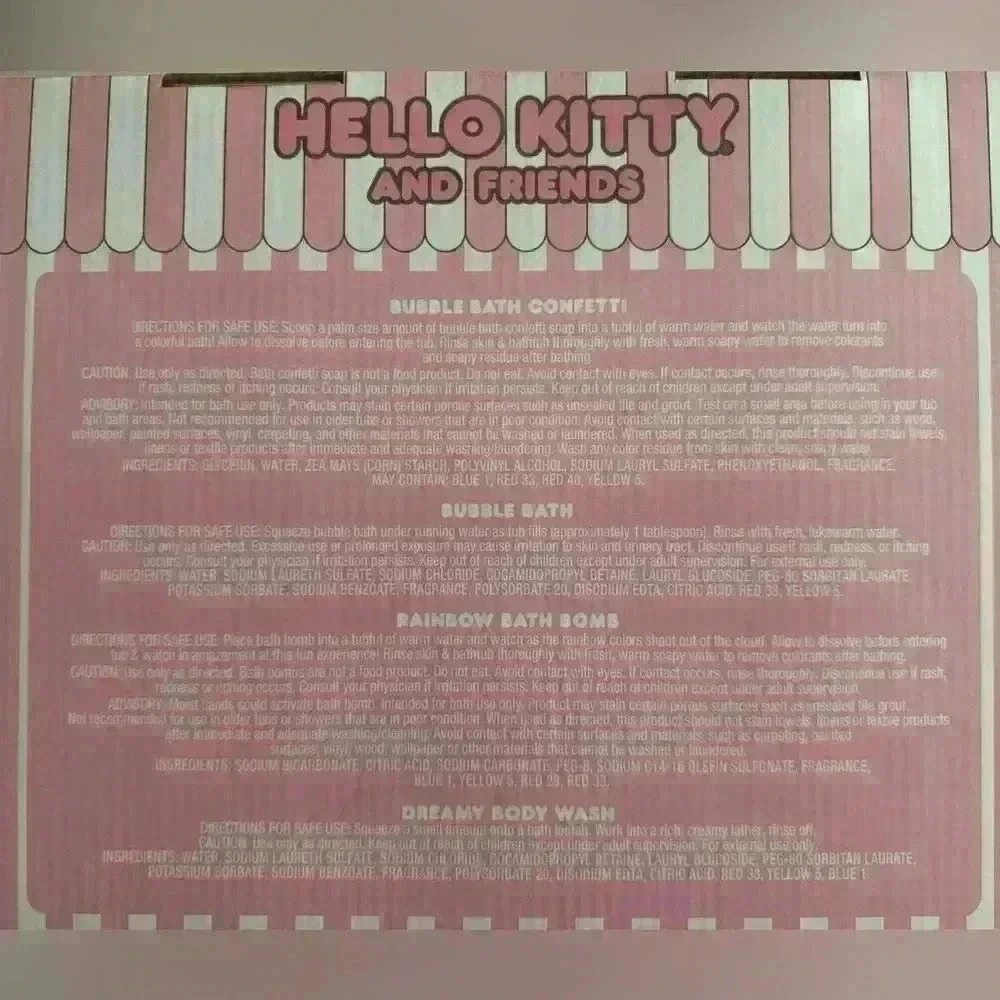 HELLO KITTY
AND FRIENDS
BUBBLE BATH CONFETTI
DIRECTIONS FOR SAFE USE: Scoop a palm size amount of bubble bath confetti soap into a tubful of warm water and watch the water turn into
a colorful bath! Allow to dissolve before entering the tub. Rinse skin & bathtub thoroughly with fresh, warm soapy water to remove colorants
and soapy residue after bathing.
CAUTION: Use only as directed. Bath confetti soap is not a food product. Do not eat. Avoid contact with eyes. If contact occurs, rinse thoroughly. Discontinue use
if rash, redness or itching occurs. Consult your physician if irritation persists. Keep out of reach of children except under adult supervision.
ADVISORY: Intended for bath use only. Products may stain certain porous surfaces such as unsealed tile and grout. Test on a small area before using in your tub
and bath areas. Not recommended for use in older tubs or showers that are in poor condition. Avoid contact with certain surfaces and materials, such as wood,
wallpaper, painted surfaces, vinyl, carpeting, and other materials that cannot be washed or laundered. When used as directed, this product should not stain towels,
linens or textile products after immediate and adequate washing/laundering. Wash any color residue from skin with clean, soapy water.
INGREDIENTS: GLYCERIN, WATER, ZEA MAYS (CORN) STARCH, POLYVINYL ALCOHOL, SODIUM LAURYL SULFATE, PHENOXYETHANOL, FRAGRANCE.
MAY CONTAIN: BLUE 1, RED 33, RED 40, YELLOW 5.
BUBBLE BATH
DIRECTIONS FOR SAFE USE: Squeeze bubble bath under running water as tub fills (approximately 1 tablespoon). Rinse with fresh, lukewarm water.
CAUTION: Use only as directed. Excessive use or prolonged exposure may cause irritation to skin and urinary tract. Discontinue use if rash, redness, or itching
occurs. Consult your physician if irritation persists. Keep out of reach of children except under adult supervision. For external use only.
INGREDIENTS: WATER, SODIUM LAURETH SULFATE, SODIUM CHLORIDE, COCAMIDOPROPYL BETAINE, LAURYL GLUCOSIDE, PEG-80 SORBITAN LAURATE,
POTASSIUM SORBATE, SODIUM BENZOATE, FRAGRANCE, POLYSORBATE 20, DISODIUM EDTA, CITRIC ACID, RED 33, YELLOW 5.
RAINBOW BATH BOMB
DIRECTIONS FOR SAFE USE: Place bath bomb into a tubful of warm water and watch as the rainbow colors shoot out of the cloud. Allow to dissolve before entering
tub & watch in amazement at this fun experience! Rinse skin & bathtub thoroughly with fresh, warm soapy water to remove colorants after bathing.
CAUTION: Use only as directed. Bath bombs are not a food product. Do not eat. Avoid contact with eyes. If contact occurs, rinse thoroughly. Discontinue use if rash,
redness or itching occurs. Consult your physician if irritation persists. Keep out of reach of children except under adult supervision.
ADVISORY: Moist hands could activate bath bomb. Intended for bath use only. Product may stain certain porous surfaces such as unsealed tile grout.
Not recommended for use in older tubs or showers that are in poor condition. When used as directed, this product should not stain towels, linens or textile products
after immediate and adequate washing/cleaning. Avoid contact with certain surfaces and materials, such as carpeting, painted
surfaces, vinyl, wood, wallpaper or other materials that cannot be washed or laundered.
INGREDIENTS: SODIUM BICARBONATE, CITRIC ACID, SODIUM CARBONATE, PEG-8, SODIUM C14-16 OLEFIN SULFONATE, FRAGRANCE,
BLUE 1, YELLOW 5, RED 28, RED 33.
DREAMY BODY WASH
DIRECTIONS FOR SAFE USE: Squeeze a small amount onto a bath loofah. Work into a rich, creamy lather, rinse off.
CAUTION: Use only as directed. Keep out of reach of children except under adult supervision. For external use only.
INGREDIENTS: WATER, SODIUM LAURETH SULFATE, SODIUM CHLORIDE, COCAMIDOPROPYL BETAINE, LAURYL GLUCOSIDE, PEG-80 SORBITAN LAURATE,
POTASSIUM SORBATE, SODIUM BENZOATE, FRAGRANCE, POLYSORBATE 20, DISODIUM EDTA, CITRIC ACID, RED 33, YELLOW 5, BLUE 1.